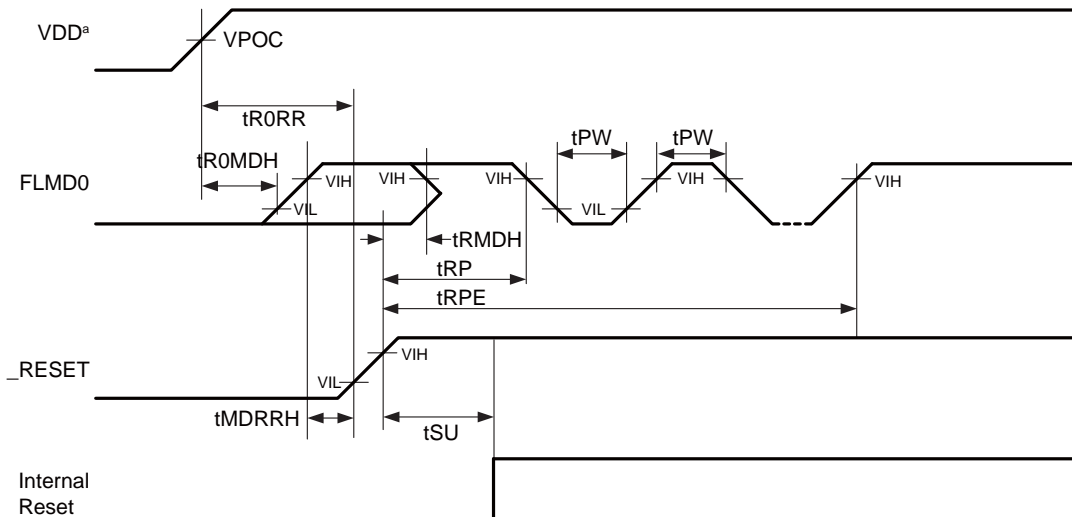 VDDᵃ
VPOC
tR0RR
tPW
tPW
tR0MDH
FLMD0
VIH
VIH
VIH
VIH
VIH
VIL
VIL
tRMDH
tRP
tRPE
_RESET
VIH
VIL
tMDRRH
tSU
Internal
Reset